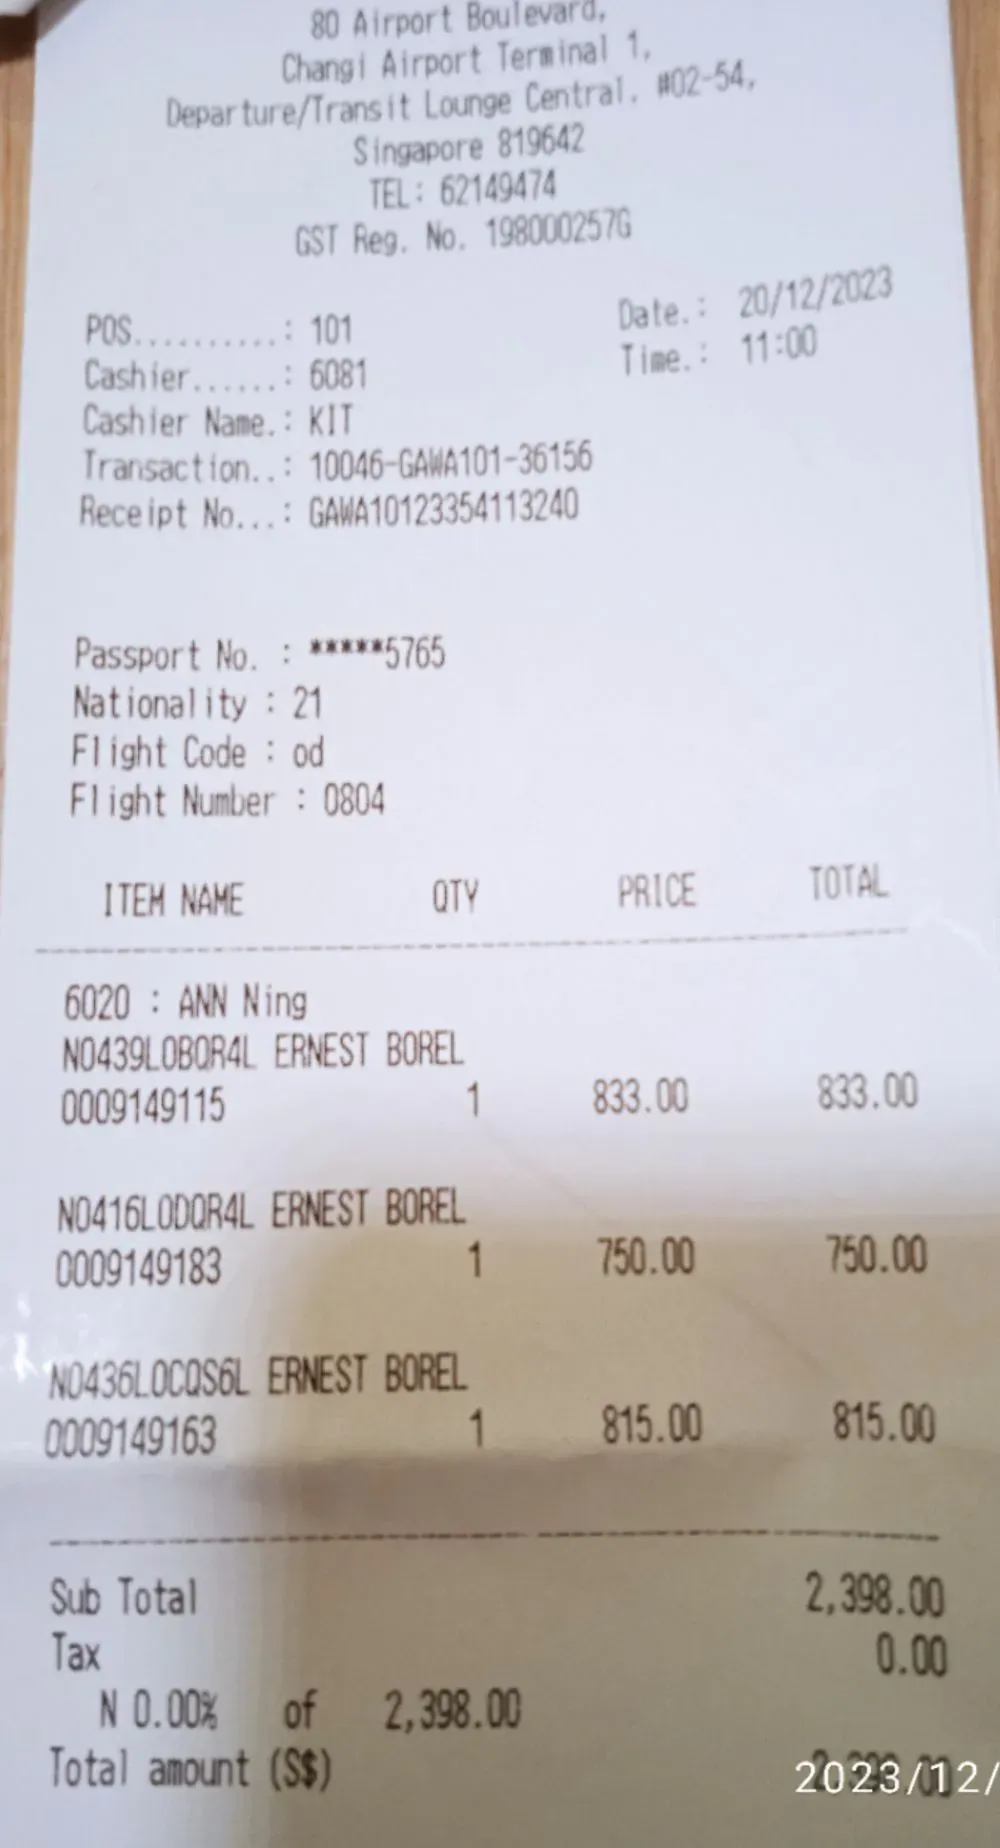 80 Airport Boulevard,
Changi Airport Terminal 1,
Departure/Transit Lounge Central, #02-54,
Singapore 819642
TEL: 62149474
GST Reg. No. 198000257G
POS..........: 101 Date.: 20/12/2023
Cashier......: 6081 Time.: 11:00
Cashier Name.: KIT
Transaction..: 10046-GAWA101-36156
Receipt No...: GAWA10123354113240
Passport No. : *****5765
Nationality : 21
Flight Code : od
Flight Number : 0804
ITEM NAME QTY PRICE TOTAL
6020 : ANN Ning
N0439L0BQR4L ERNEST BOREL
0009149115 1 833.00 833.00
N0416L0DQR4L ERNEST BOREL
0009149183 1 750.00 750.00
N0436L0CQS6L ERNEST BOREL
0009149163 1 815.00 815.00
Sub Total 2,398.00
Tax 0.00
N 0.00% of 2,398.00
Total amount (S$)
2023/12/